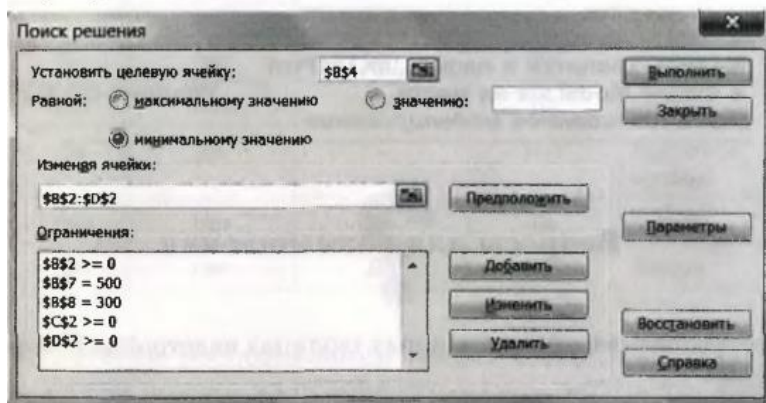 Поиск решения
Установить целевую ячейку: $B$4 Выполнить
Равной: максимальному значению значению: Закрыть
минимальному значению
Изменяя ячейки:
$B$2:$D$2 Предположить
Параметры
Ограничения:
$B$2 >= 0 Добавить
$B$7 = 500
$B$8 = 300 Изменить
$C$2 >= 0 Восстановить
$D$2 >= 0 Удалить
Справка